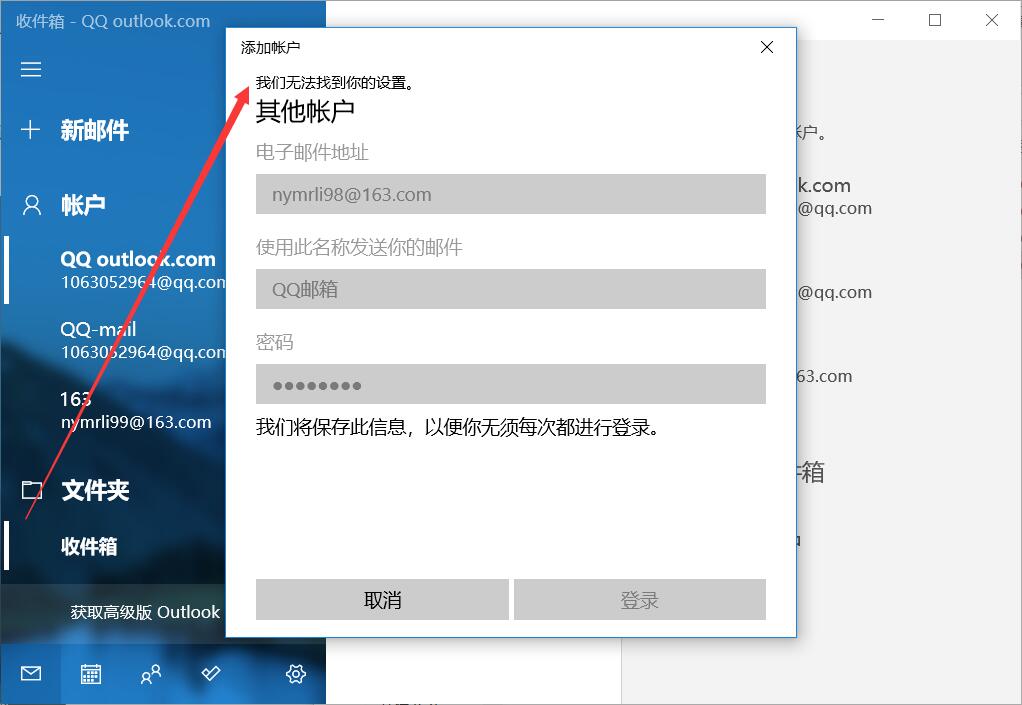 收件箱 - QQ outlook.com
新邮件
帐户
QQ outlook.com
1063052964@qq.com
QQ-mail
1063052964@qq.com
163
nymrli99@163.com
文件夹
收件箱
获取高级版 Outlook
添加帐户
我们无法找到你的设置。
其他帐户
电子邮件地址
nymrli98@163.com
使用此名称发送你的邮件
QQ邮箱
密码
我们将保存此信息，以便你无须每次都进行登录。
取消
登录
帐户。
k.com
@qq.com
@qq.com
63.com
件箱